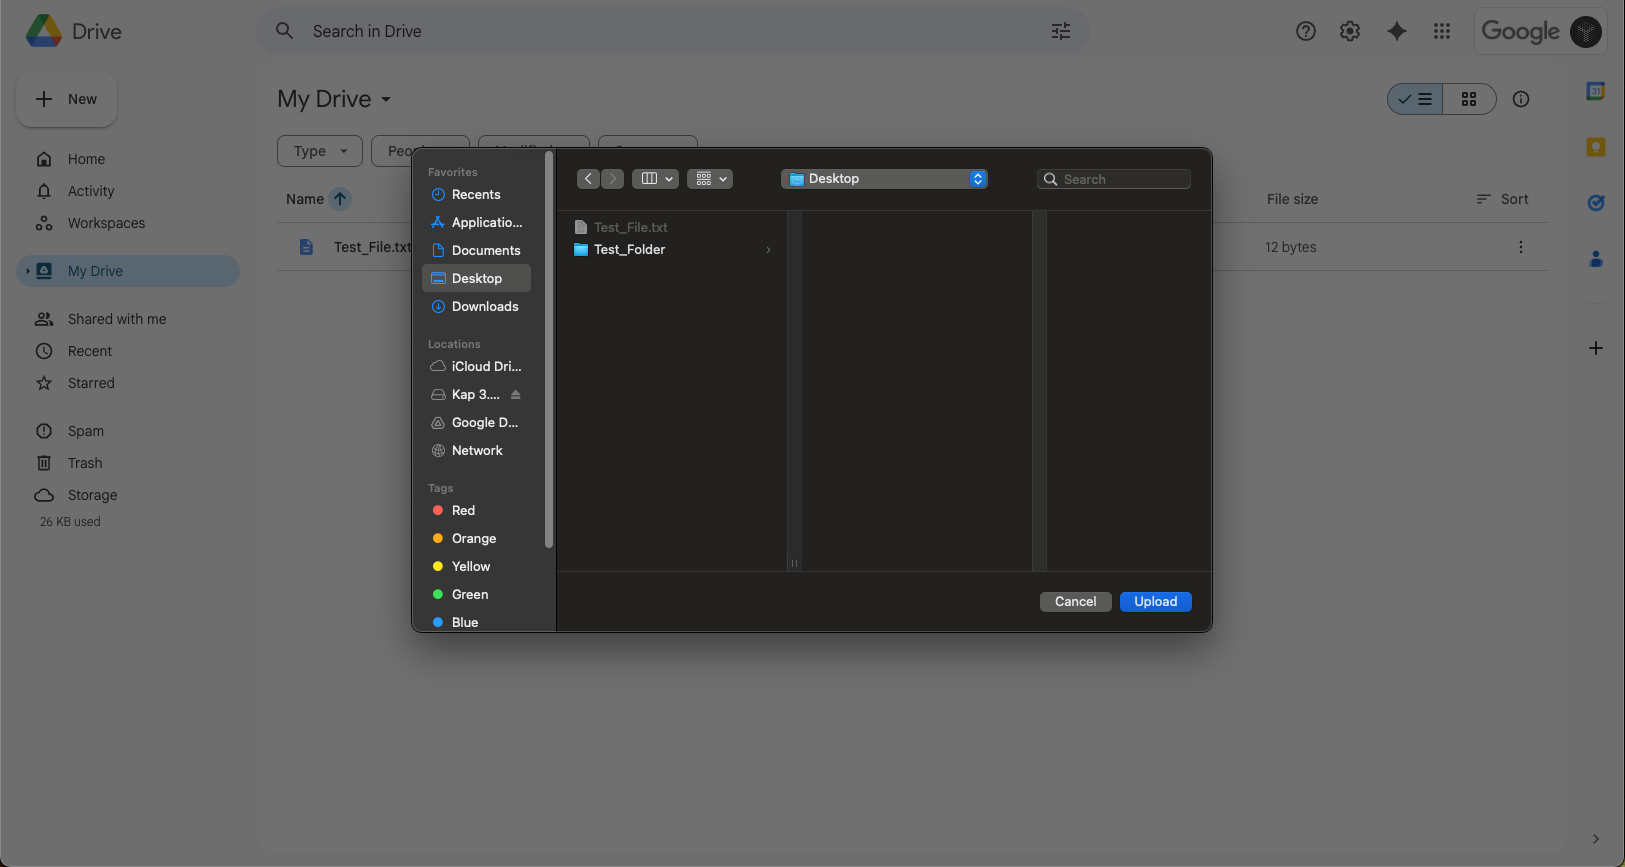 Drive
Search in Drive
Google
New
My Drive
31
Home
Activity
Workspaces
My Drive
Shared with me
Recent
Starred
Spam
Trash
Storage
26 KB used
Type
Name
File size
Sort
Test_File.txt
12 bytes
Favorites
Recents
Applicatio...
Documents
Desktop
Downloads
Locations
iCloud Dri...
Kap 3....
Google D...
Network
Tags
Red
Orange
Yellow
Green
Blue
Desktop
Search
Test_File.txt
Test_Folder
Cancel
Upload